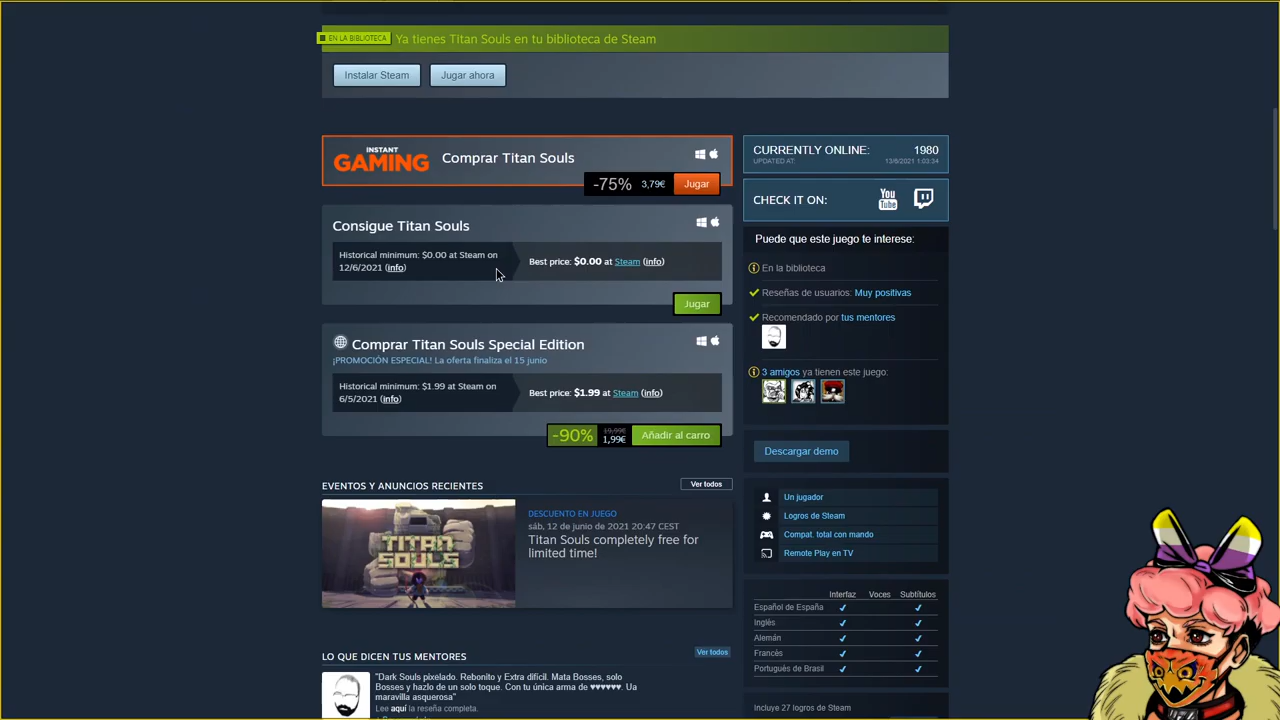 EN LA BIBLIOTECA Ya tienes Titan Souls en tu biblioteca de Steam
Instalar Steam Jugar ahora
INSTANT GAMING Comprar Titan Souls
-75% 3,79€ Jugar
Consigue Titan Souls
Historical minimum: $0.00 at Steam on
12/6/2021 (info)
Best price: $0.00 at Steam (info)
Jugar
Comprar Titan Souls Special Edition
¡PROMOCIÓN ESPECIAL! La oferta finaliza el 15 junio
Historical minimum: $1.99 at Steam on
6/5/2021 (info)
Best price: $1.99 at Steam (info)
-90% 19,99€ 1,99€ Añadir al carro
EVENTOS Y ANUNCIOS RECIENTES Ver todos
TITAN
SOULS
DESCUENTO EN JUEGO
sáb, 12 de junio de 2021 20:47 CEST
Titan Souls completely free for
limited time!
LO QUE DICEN TUS MENTORES Ver todos
"Dark Souls pixelado. Rebonito y Extra difícil. Mata Bosses, solo
Bosses y hazlo de un solo toque. Con tu única arma de ♥♥♥♥♥♥. Ua
maravilla asquerosa"
Lee aquí la reseña completa.
CURRENTLY ONLINE: 1980
UPDATED AT: 13/6/2021 1:03:34
CHECK IT ON: You Tube
Puede que este juego te interese:
En la biblioteca
Reseñas de usuarios: Muy positivas
Recomendado por tus mentores
3 amigos ya tienen este juego:
Descargar demo
Un jugador
Logros de Steam
Compat. total con mando
Remote Play en TV
Interfaz Voces Subtítulos
Español de España ✔ ✔
Inglés ✔ ✔
Alemán ✔ ✔
Francés ✔ ✔
Portugués de Brasil ✔ ✔
Incluye 27 logros de Steam